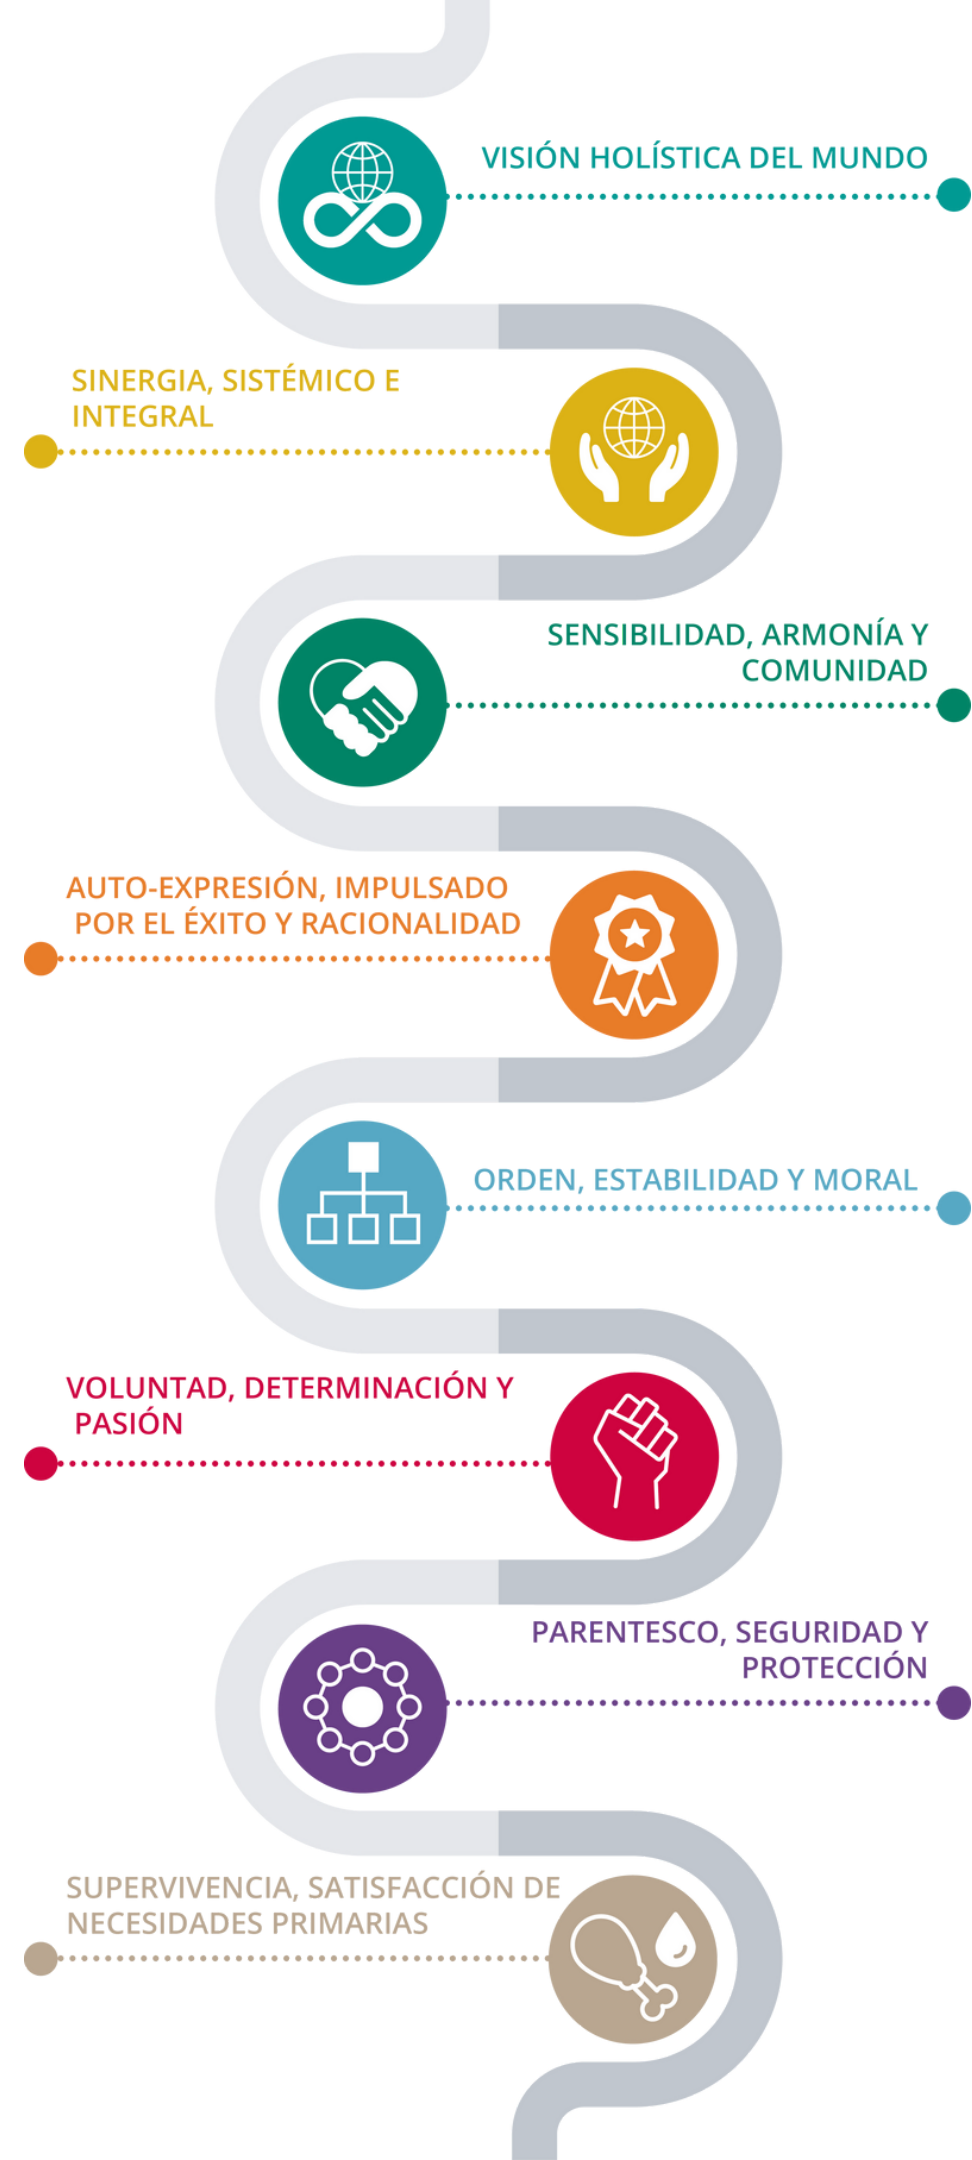 VISIÓN HOLÍSTICA DEL MUNDO
SINERGIA, SISTÉMICO E
INTEGRAL
SENSIBILIDAD, ARMONÍA Y
COMUNIDAD
AUTO-EXPRESIÓN, IMPULSADO
POR EL ÉXITO Y RACIONALIDAD
ORDEN, ESTABILIDAD Y MORAL
VOLUNTAD, DETERMINACIÓN Y
PASIÓN
PARENTESCO, SEGURIDAD Y
PROTECCIÓN
SUPERVIVENCIA, SATISFACCIÓN DE
NECESIDADES PRIMARIAS